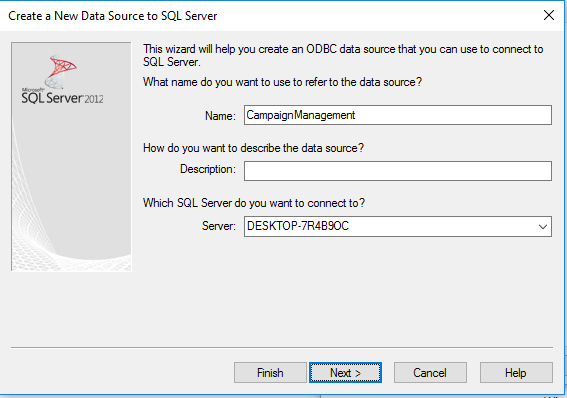 Create a New Data Source to SQL Server
Microsoft
SQL Server 2012
This wizard will help you create an ODBC data source that you can use to connect to
SQL Server.
What name do you want to use to refer to the data source?
Name: CampaignManagement
How do you want to describe the data source?
Description:
Which SQL Server do you want to connect to?
Server: DESKTOP-7R4B9OC
Finish Next > Cancel Help